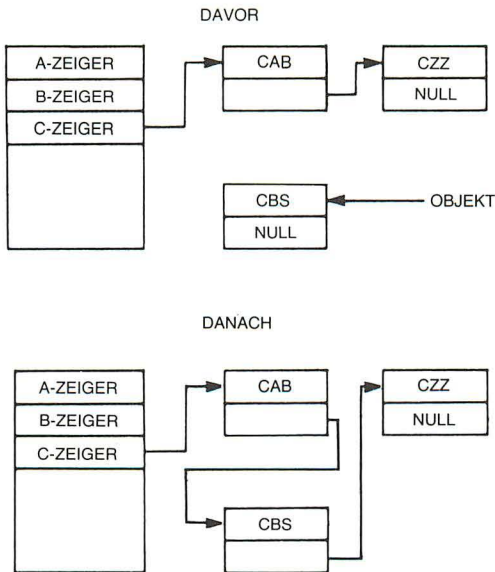 DAVOR
A-ZEIGER
B-ZEIGER
C-ZEIGER
CAB
CZZ
NULL
CBS
NULL
OBJEKT
DANACH
A-ZEIGER
B-ZEIGER
C-ZEIGER
CAB
CZZ
NULL
CBS